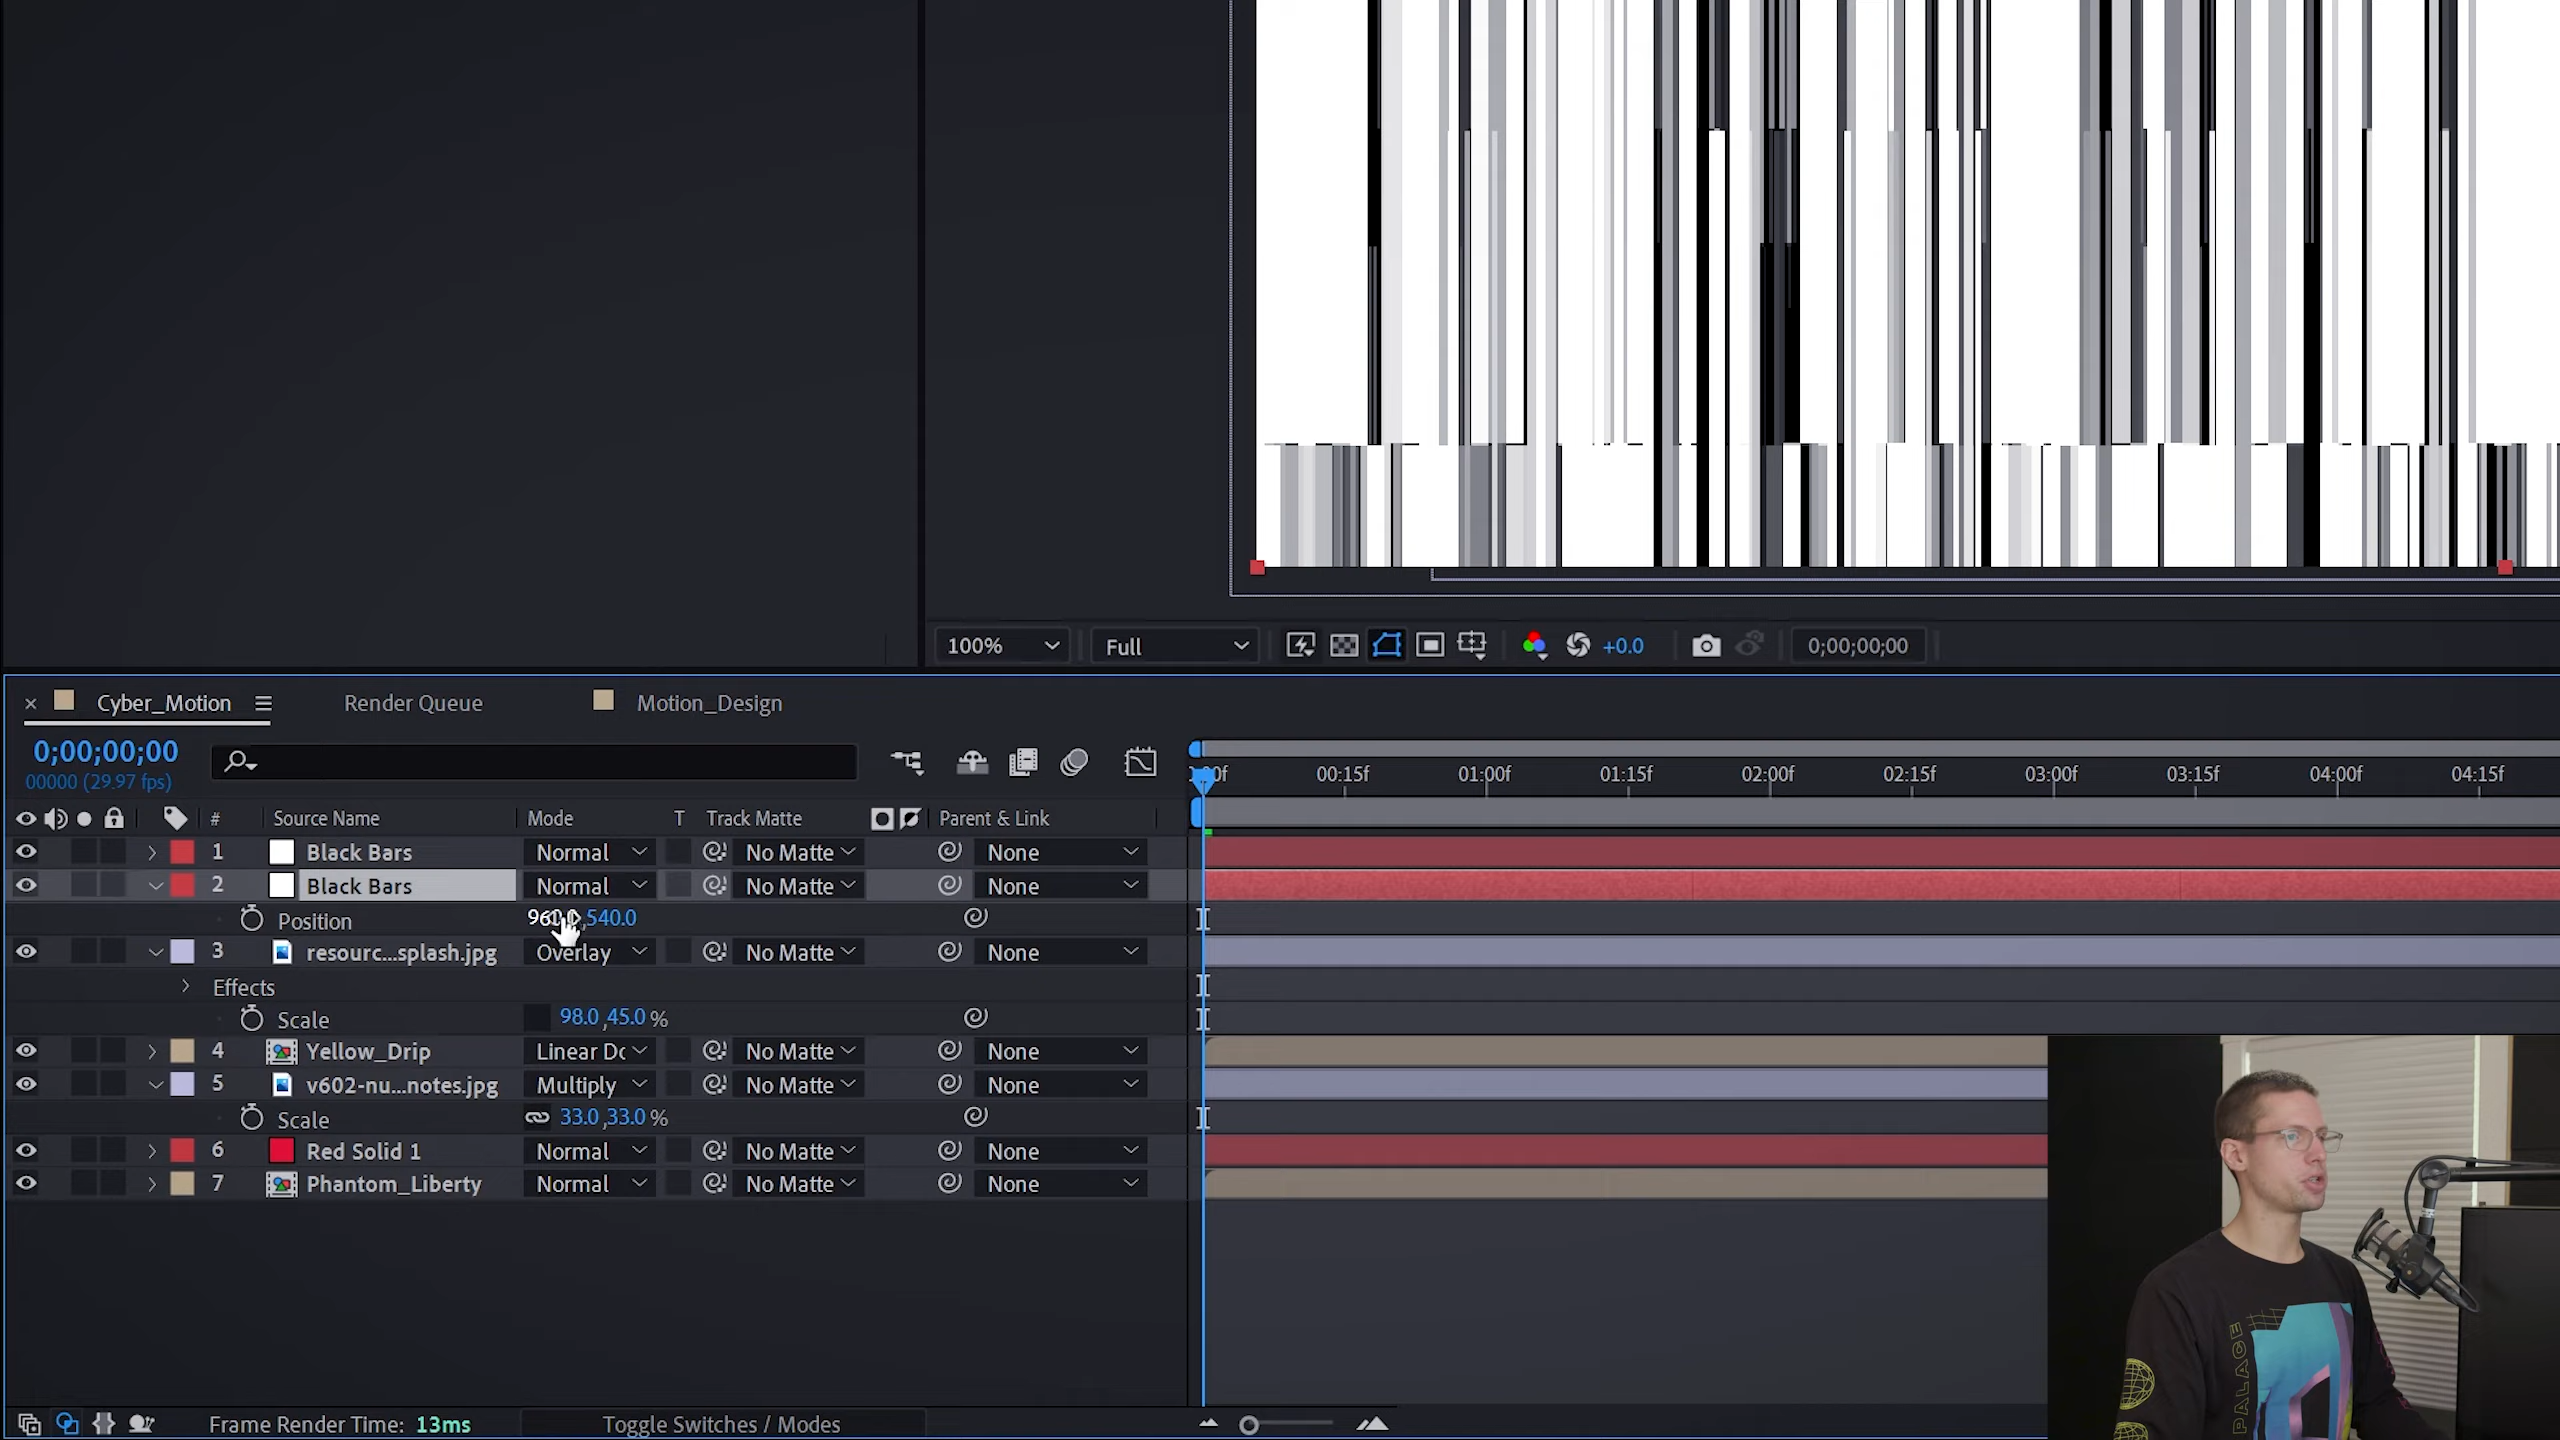 100%
Full
+0.0
0;00;00;00
Cyber_Motion
Render Queue
Motion_Design
0;00;00;00
00000 (29.97 fps)
00f 00:15f 01:00f 01:15f 02:00f 02:15f 03:00f 03:15f 04:00f 04:15f
# Source Name Mode T Track Matte Parent & Link
1 Black Bars Normal No Matte None
2 Black Bars Normal No Matte None
Position 960.0,540.0
3 resourc...splash.jpg Overlay No Matte None
Effects
Scale 98.0,45.0%
4 Yellow_Drip Linear Dc No Matte None
5 v602-nu...notes.jpg Multiply No Matte None
Scale 33.0,33.0%
6 Red Solid 1 Normal No Matte None
7 Phantom_Liberty Normal No Matte None
PALACE
Frame Render Time: 13ms
Toggle Switches / Modes